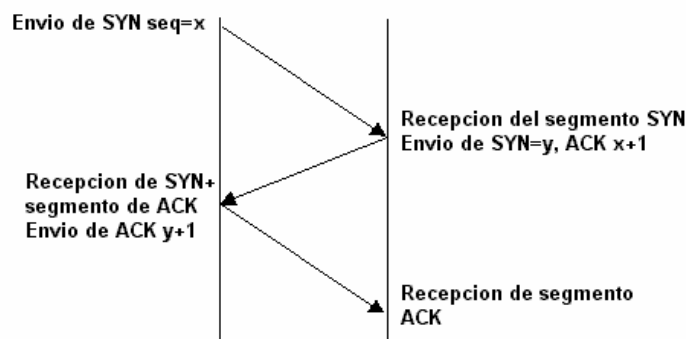 Envio de SYN seq=x
Recepcion del segmento SYN
Envio de SYN=y, ACK x+1
Recepcion de SYN+
segmento de ACK
Envio de ACK y+1
Recepcion de segmento
ACK